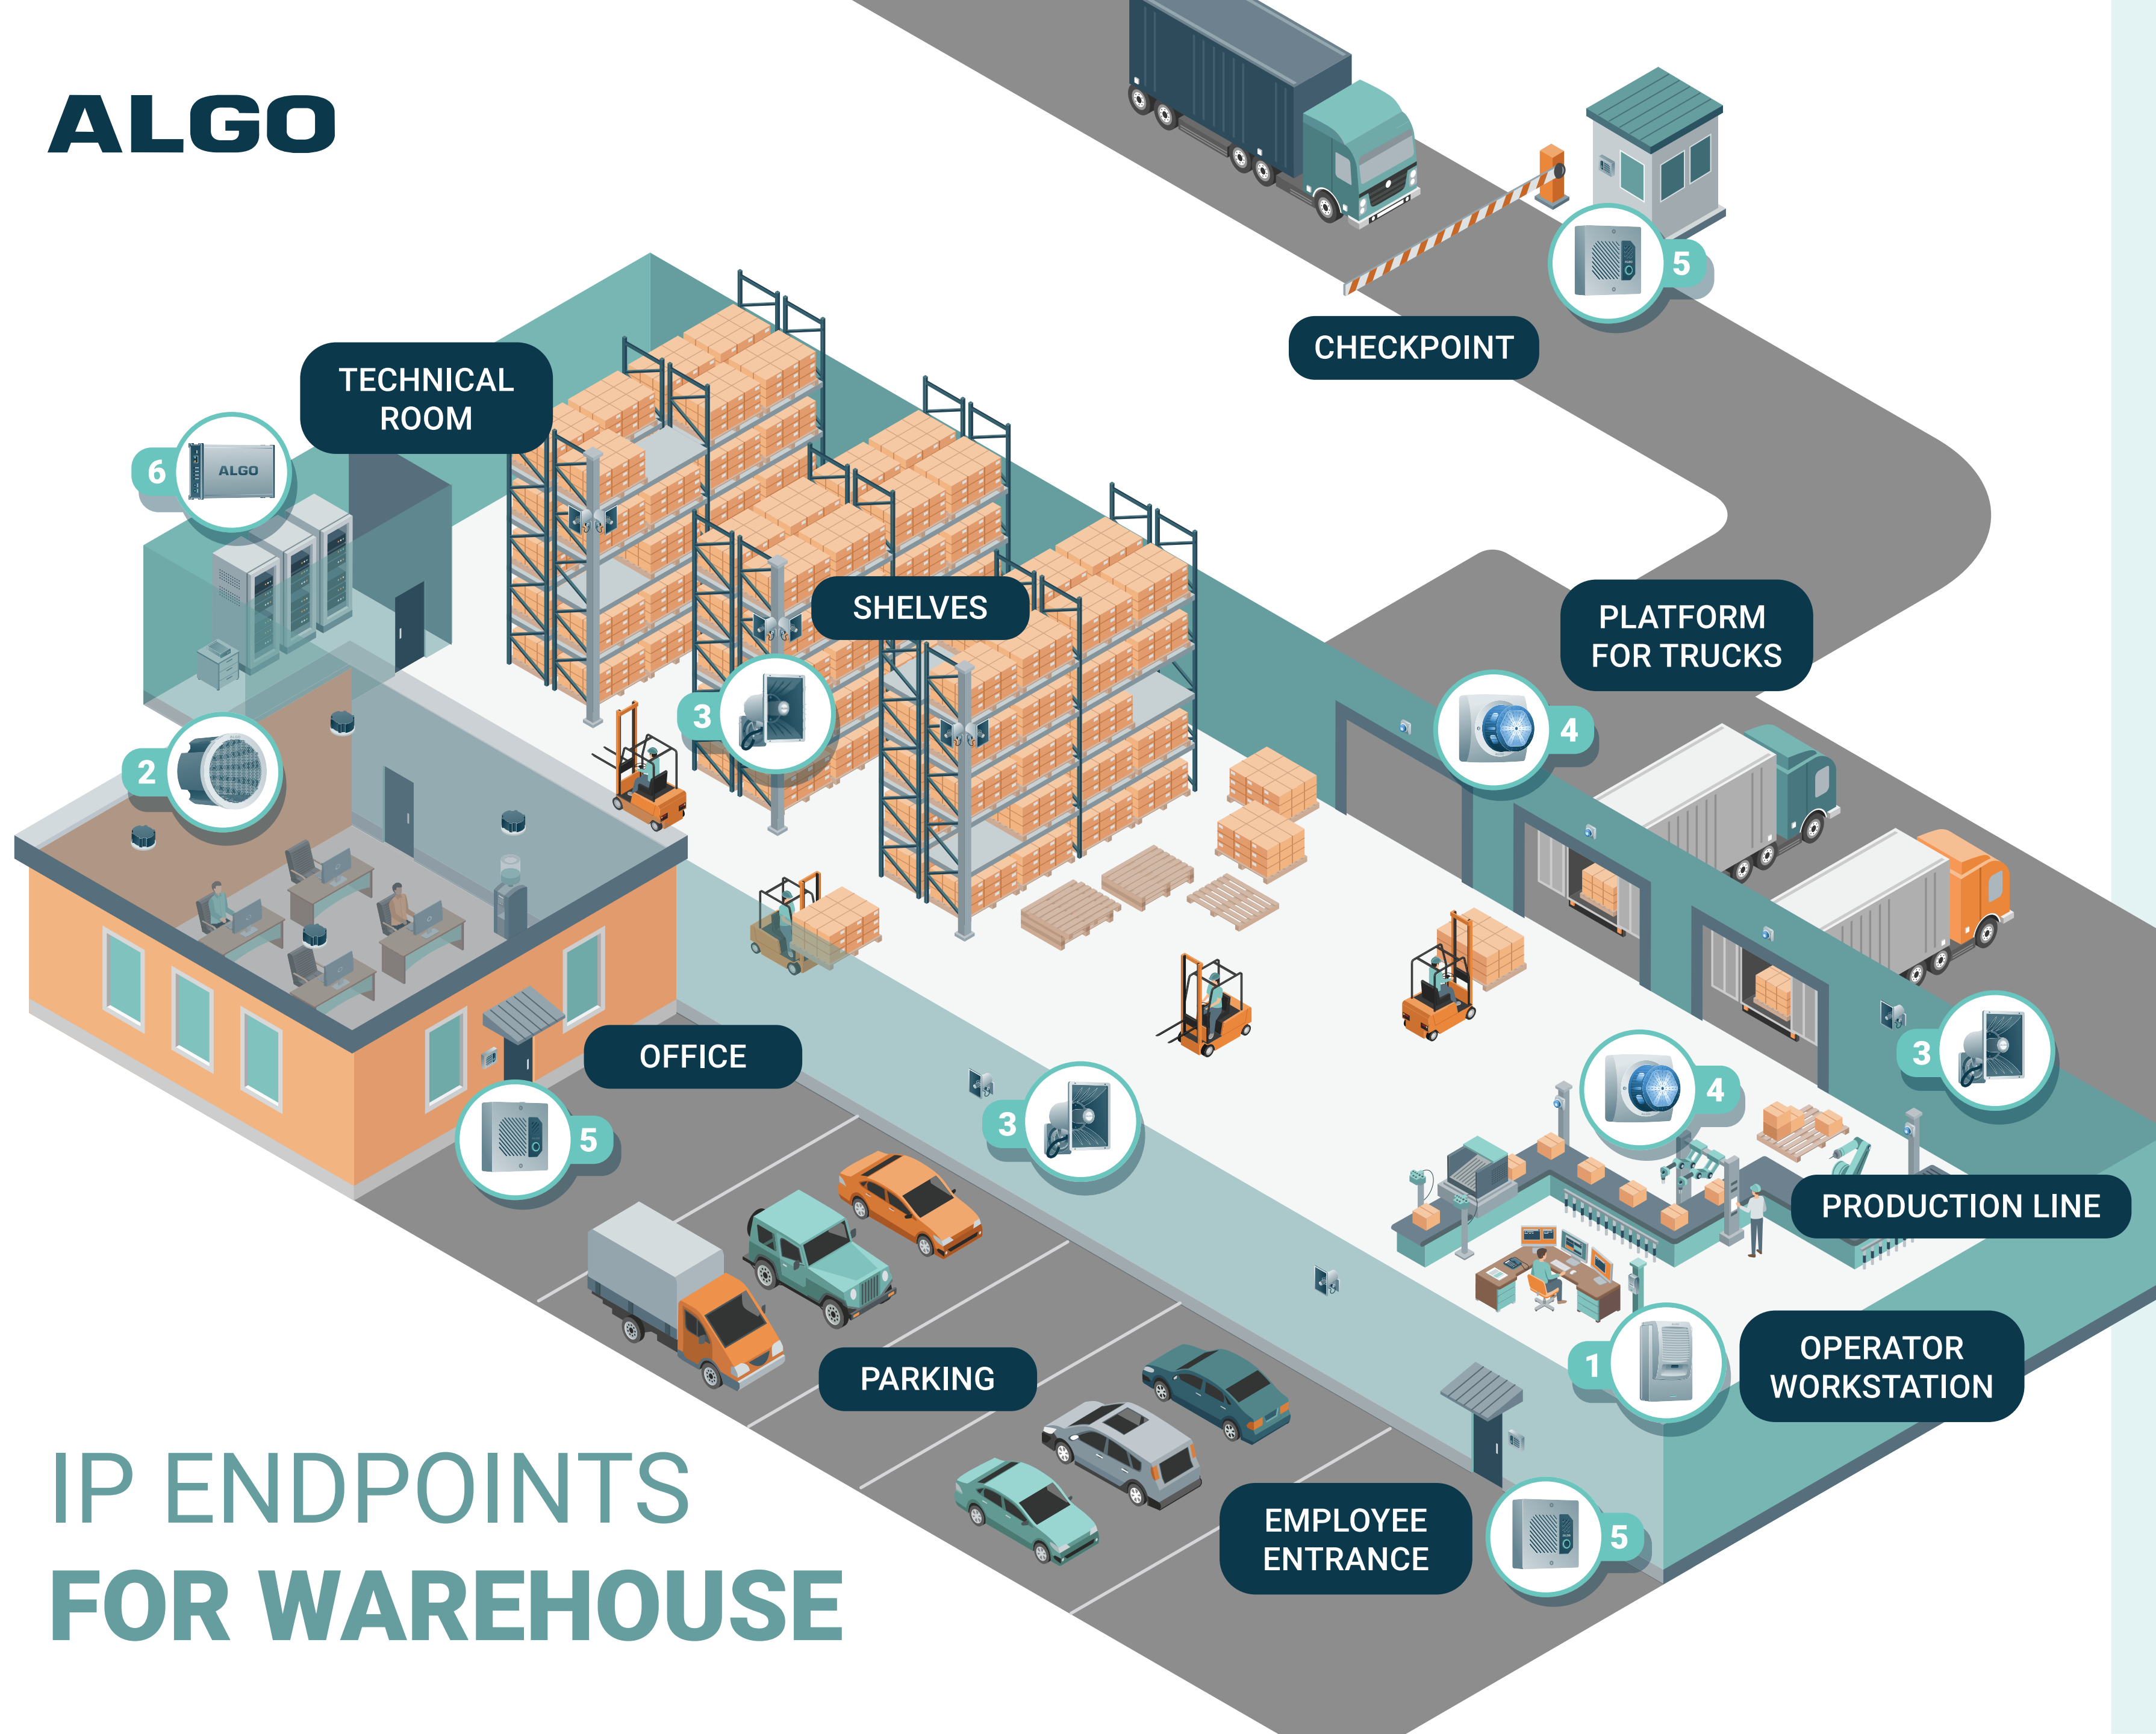 ALGO
5
CHECKPOINT
TECHNICAL
ROOM
6
ALGO
SHELVES
PLATFORM
FOR TRUCKS
3
4
2
OFFICE
3
4
3
5
PRODUCTION LINE
1
OPERATOR
WORKSTATION
PARKING
EMPLOYEE
ENTRANCE
5
IP ENDPOINTS
FOR WAREHOUSE